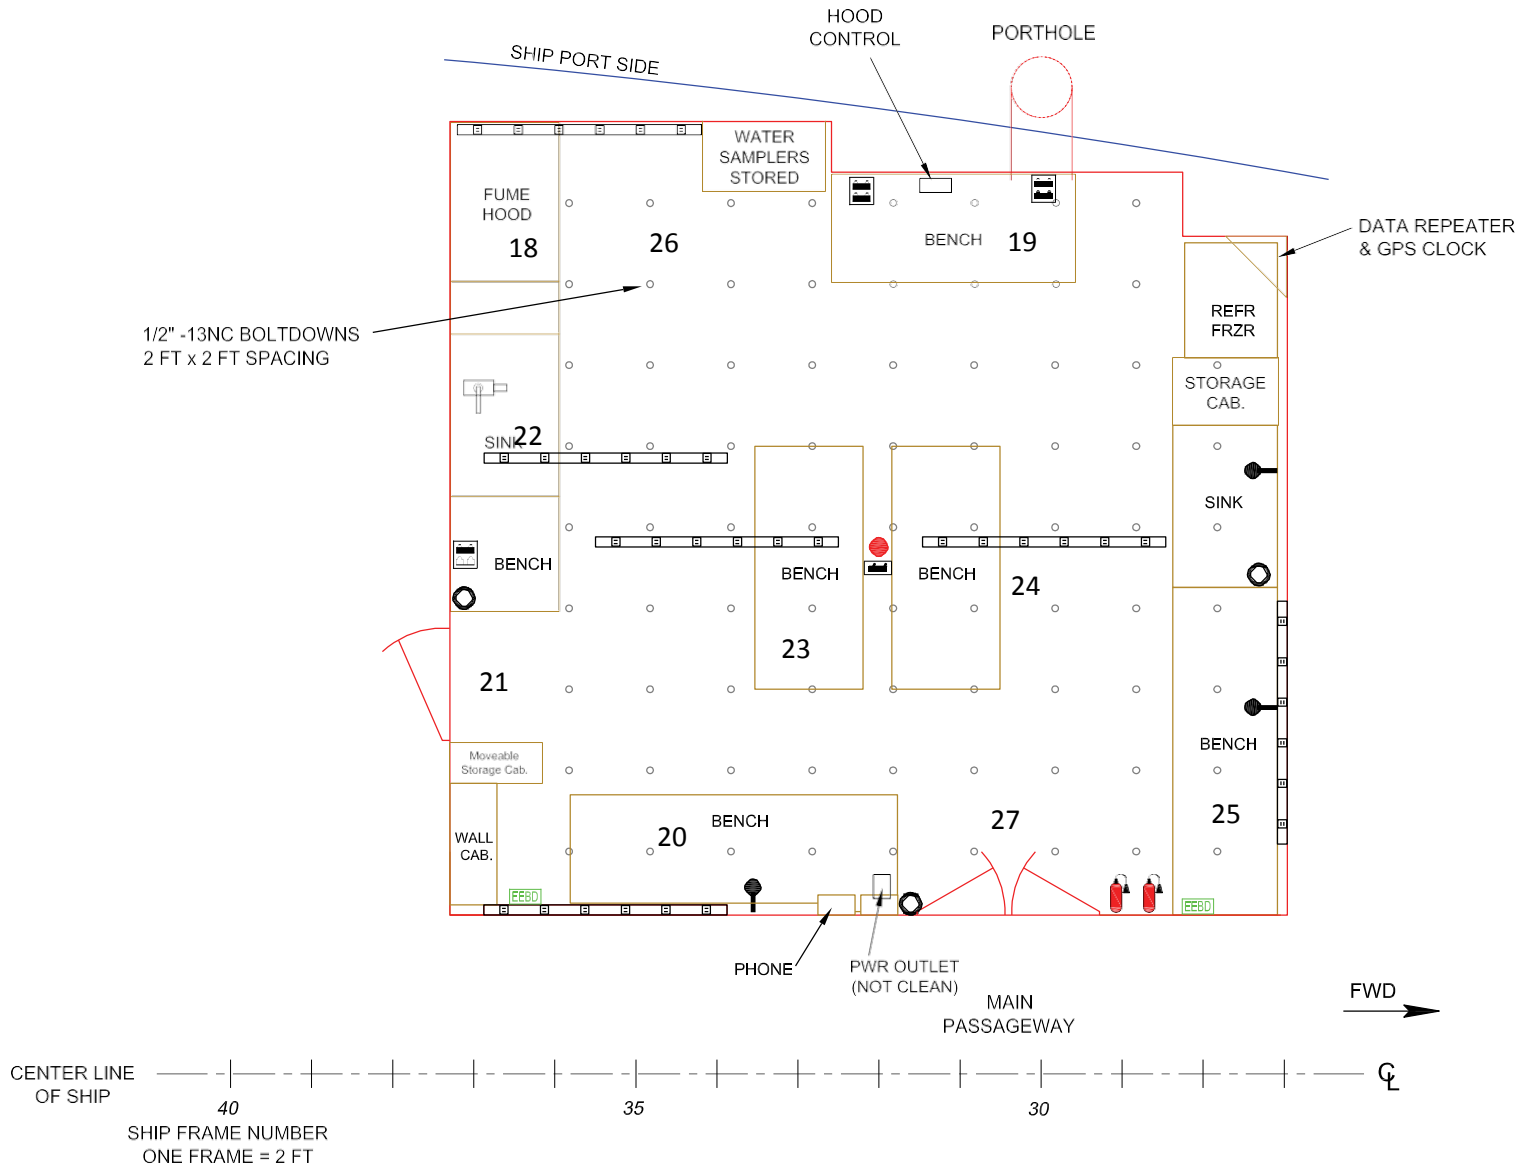 HOOD
CONTROL
PORTHOLE
SHIP PORT SIDE
WATER
SAMPLERS
STORED
FUME
HOOD
18
26
BENCH
19
DATA REPEATER
& GPS CLOCK
1/2" -13NC BOLTDOWNS
2 FT x 2 FT SPACING
REFR
FRZR
STORAGE
CAB.
SINK
22
SINK
BENCH
BENCH
BENCH
24
23
21
BENCH
Moveable
Storage Cab.
BENCH
20
27
25
WALL
CAB.
EEBD
EEBD
PHONE
PWR OUTLET
(NOT CLEAN)
MAIN
PASSAGEWAY
FWD
CENTER LINE
OF SHIP
CL
40
35
30
SHIP FRAME NUMBER
ONE FRAME = 2 FT